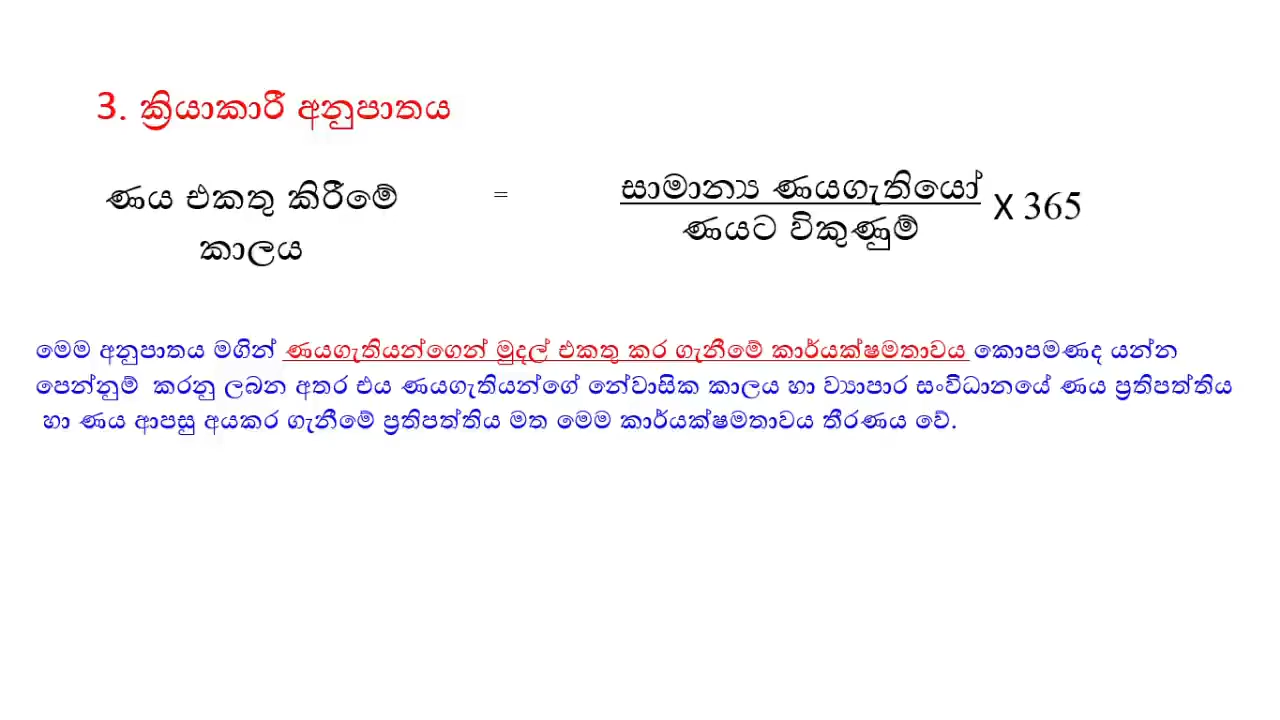 3. ක්‍රියාකාරී අනුපාතය
ණය එකතු කිරීමේ
කාලය
=
සාමාන්‍ය ණයගැතියෝ
ණයට විකුණුම්
X 365
මෙම අනුපාතය මගින් ණයගැතියන්ගෙන් මුදල් එකතු කර ගැනීමේ කාර්යක්ෂමතාවය කොපමණද යන්න
පෙන්නුම් කරනු ලබන අතර එය ණයගැතියන්ගේ නේවාසික කාලය හා ව්‍යාපාර සංවිධානයේ ණය ප්‍රතිපත්තිය
හා ණය ආපසු අයකර ගැනීමේ ප්‍රතිපත්තිය මත මෙම කාර්යක්ෂමතාවය තීරණය වේ.